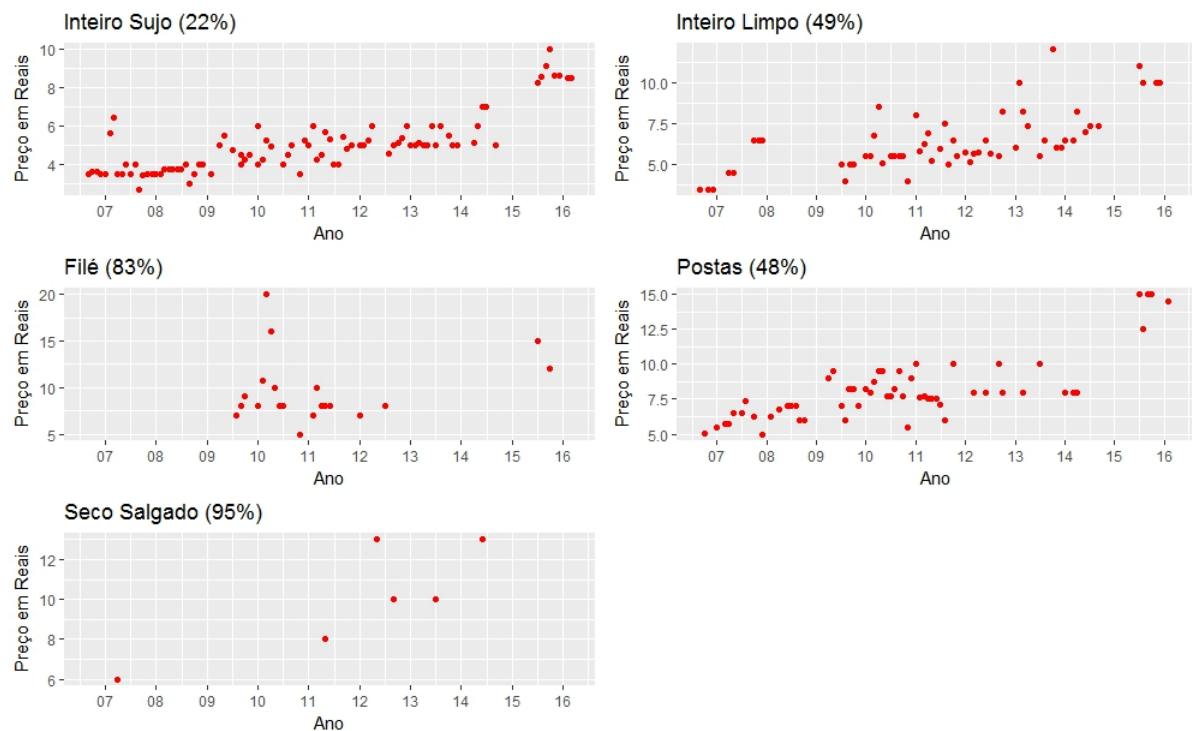 Inteiro Sujo (22%)
Preço em Reais
10
8
6
4
07 08 09 10 11 12 13 14 15 16
Ano
Inteiro Limpo (49%)
Preço em Reais
10.0
7.5
5.0
07 08 09 10 11 12 13 14 15 16
Ano
Filé (83%)
Preço em Reais
20
15
10
5
07 08 09 10 11 12 13 14 15 16
Ano
Postas (48%)
Preço em Reais
15.0
12.5
10.0
7.5
5.0
07 08 09 10 11 12 13 14 15 16
Ano
Seco Salgado (95%)
Preço em Reais
12
10
8
6
07 08 09 10 11 12 13 14 15 16
Ano